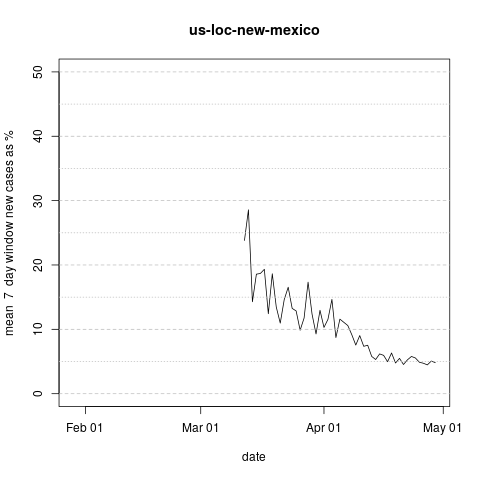 us-loc-new-mexico
mean  7  day window new cases as %
50
40
30
20
10
0
Feb 01
Mar 01
Apr 01
May 01
date